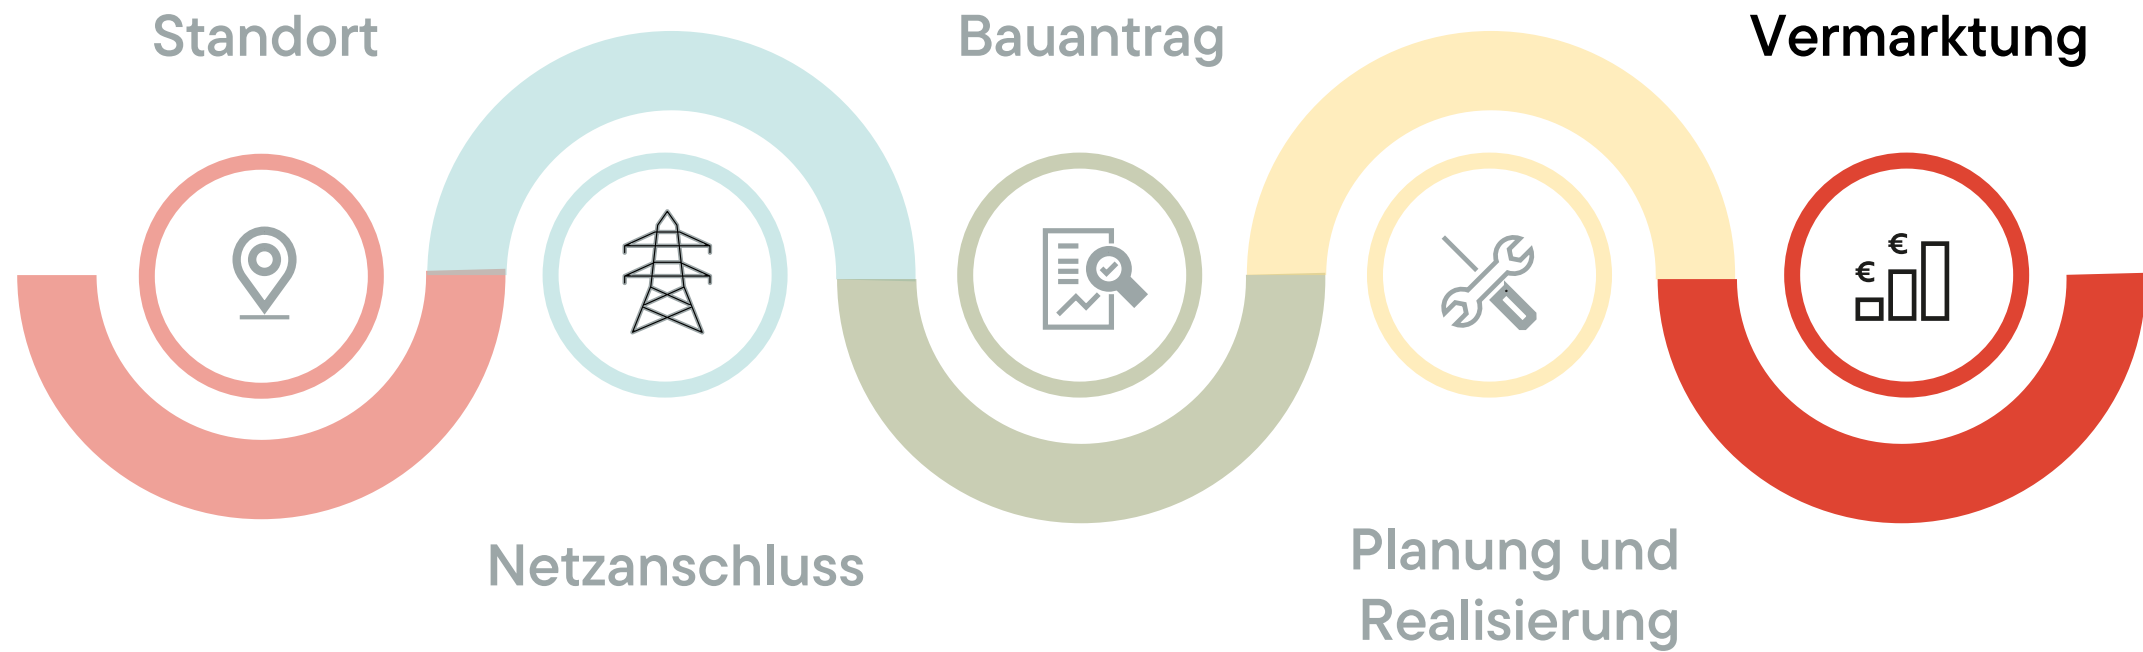 Standort
Netzanschluss
Bauantrag
Planung und
Realisierung
Vermarktung
€
€